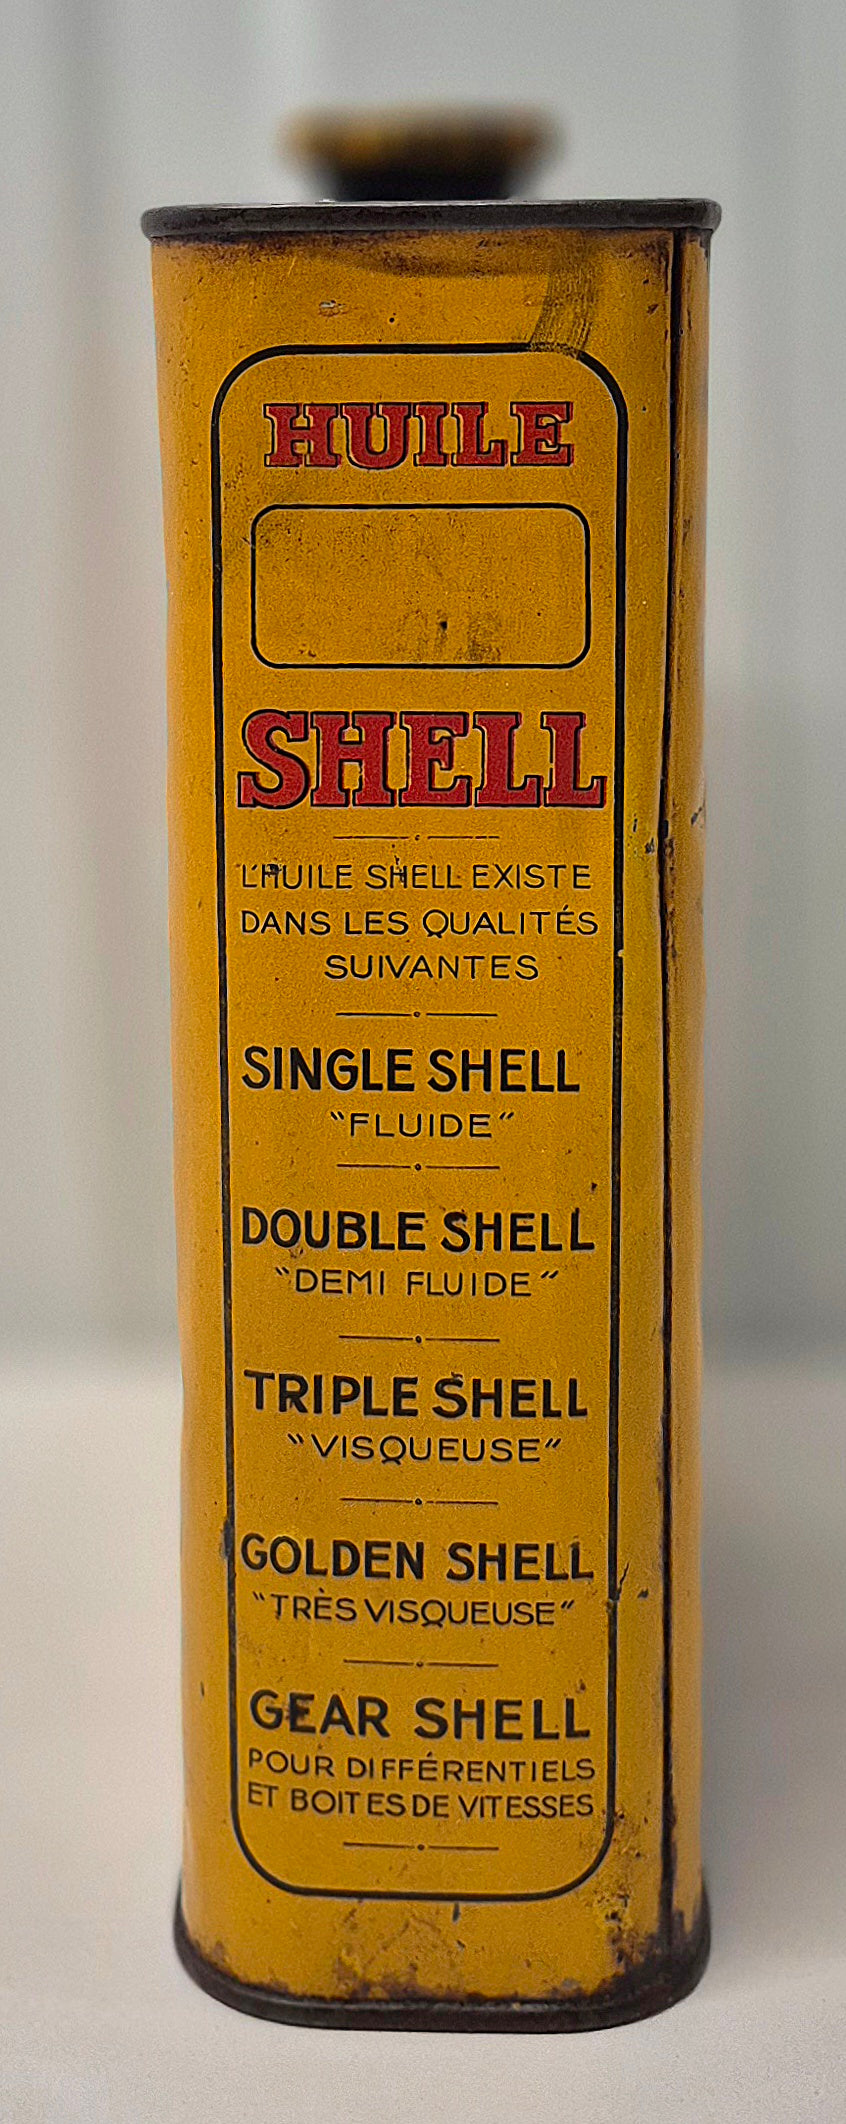 HUILE
SHELL
L'HUILE SHELL EXISTE
DANS LES QUALITÉS
SUIVANTES
SINGLE SHELL
"FLUIDE"
DOUBLE SHELL
"DEMI FLUIDE"
TRIPLE SHELL
"VISQUEUSE"
GOLDEN SHELL
"TRÈS VISQUEUSE"
GEAR SHELL
POUR DIFFÉRENTIELS
ET BOITES DE VITESSES